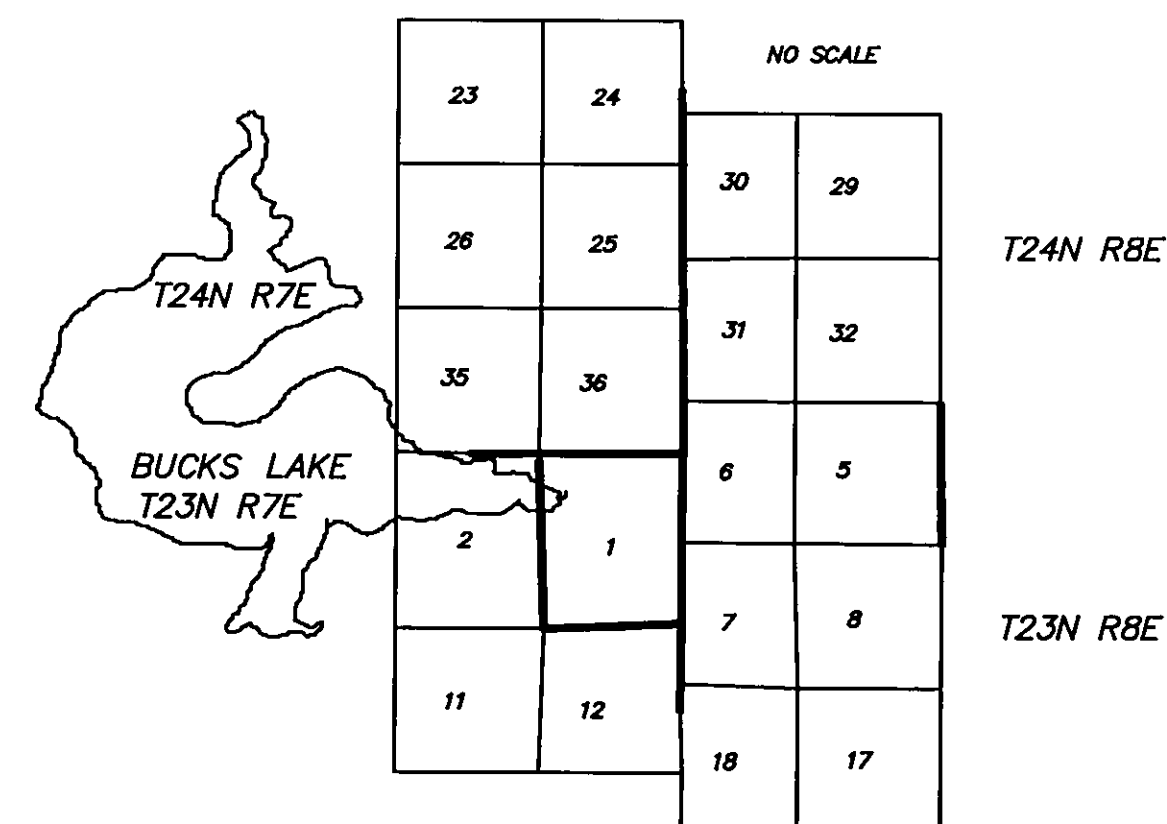 NO SCALE
23 24
30 29
26 25
T24N R8E
T24N R7E
31 32
35 36
BUCKS LAKE
T23N R7E
6 5
2 1
7 8
T23N R8E
11 12
18 17